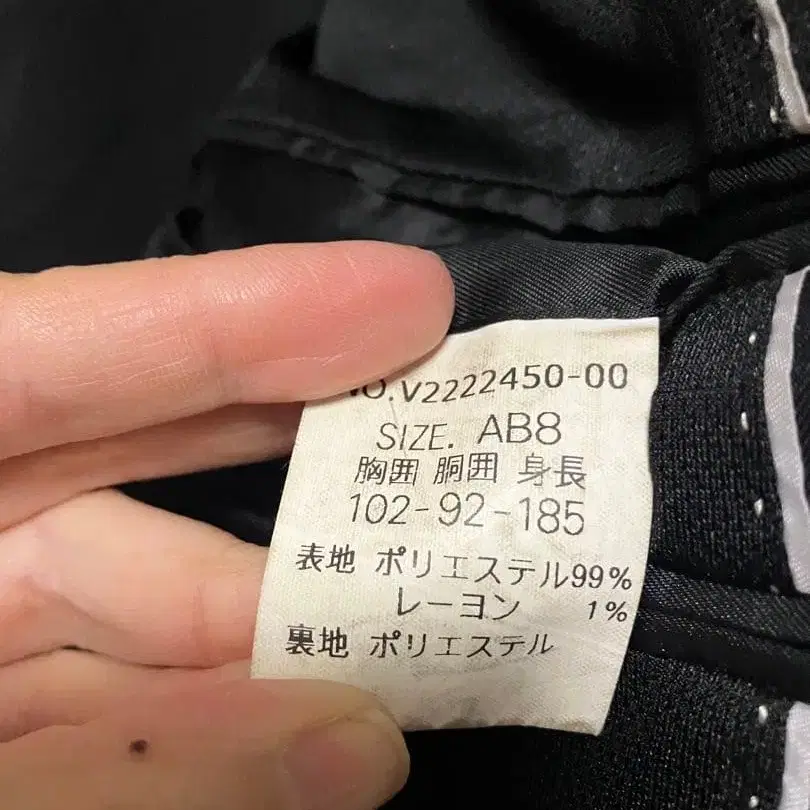 NO.V2222450-00
SIZE. AB8
胸囲 胴囲 身長
102-92-185
表地 ポリエステル99%
レーヨン 1%
裏地 ポリエステル